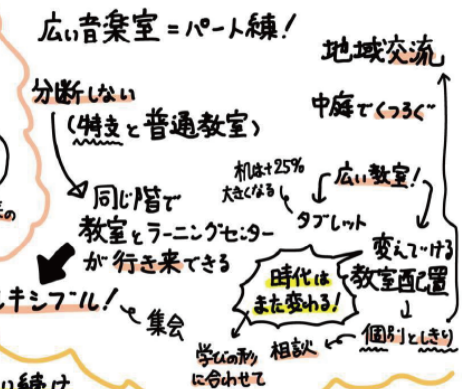 広い音楽室=パート練!
地域交流
分断しない
(特支と普通教室)
中庭でくつろぐ
机は+25%
大きくなる
広い教室!
タブレット
同じ階で
教室とラーニングセンター
が行き来できる
変えていける
教室配置
時代は
また変わる!
キシブル!
集会
学びの形
に合わせて
相談
個別としきり
続け